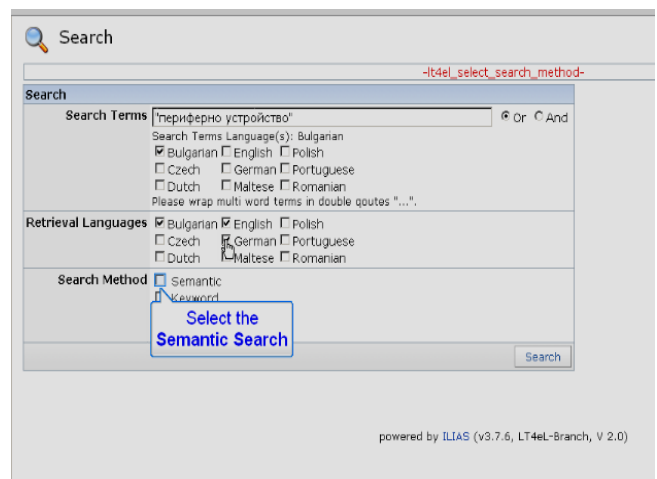 Search
-lt4el_select_search_method-
Search
Search Terms "периферно устройство" Or And
Search Terms Language(s): Bulgarian
Bulgarian English Polish
Czech German Portuguese
Dutch Maltese Romanian
Please wrap multi word terms in double qoutes "...".
Retrieval Languages Bulgarian English Polish
Czech German Portuguese
Dutch Maltese Romanian
Search Method Semantic
Keyword
Select the
Semantic Search
Search
powered by ILIAS (v3.7.6, LT4eL-Branch, V 2.0)